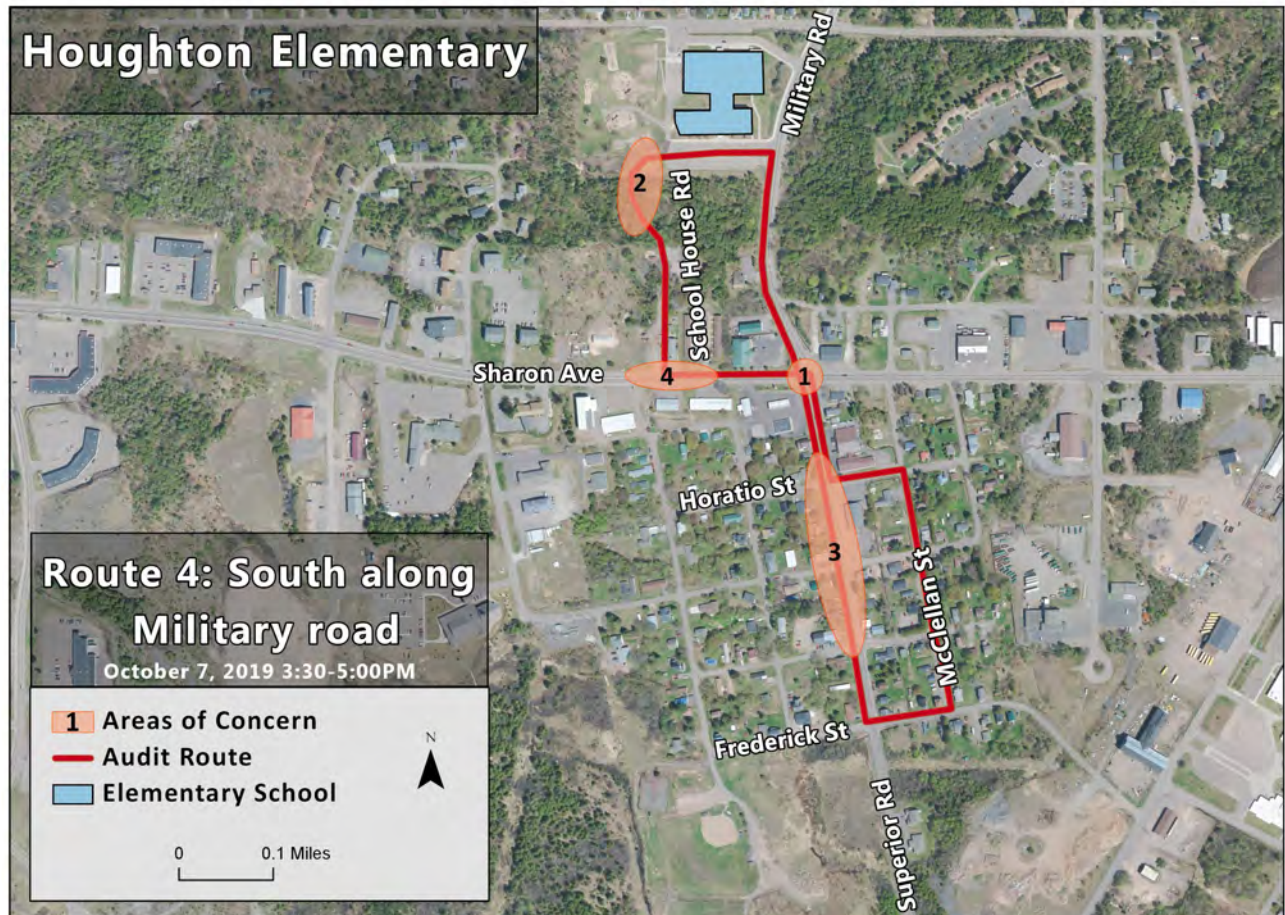 Houghton Elementary
Military Rd
2
School House Rd
Sharon Ave
4
1
Horatio St
3
McClellan St
Frederick St
Superior Rd
Route 4: South along
Military road
October 7, 2019 3:30-5:00PM
1 Areas of Concern
Audit Route
Elementary School
N
0 0.1 Miles